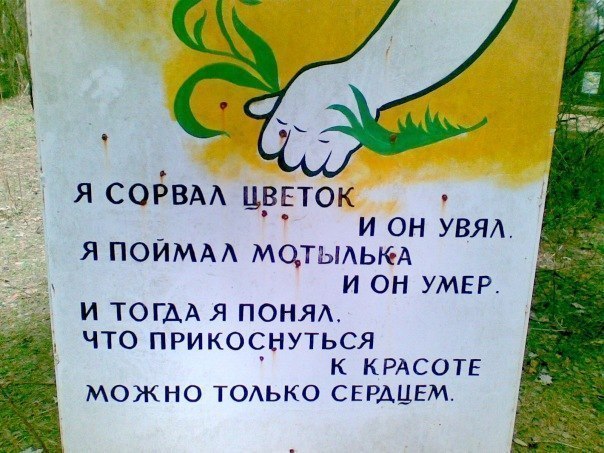 Я СОРВАЛ ЦВЕТОК
И ОН УВЯЛ.
Я ПОЙМАЛ МОТЫЛЬКА
И ОН УМЕР.
И ТОГДА Я ПОНЯЛ,
ЧТО ПРИКОСНУТЬСЯ
К КРАСОТЕ
МОЖНО ТОЛЬКО СЕРДЦЕМ.